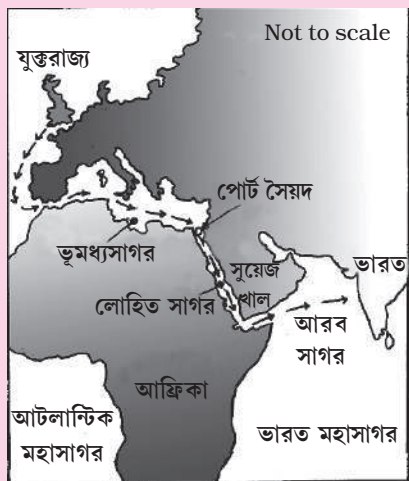 Not to scale
যুক্তরাজ্য
পোর্ট সৈয়দ
ভূমধ্যসাগর
সুয়েজ
খাল
ভারত
লোহিত সাগর
আরব
সাগর
আফ্রিকা
আটলান্টিক
মহাসাগর
ভারত মহাসাগর